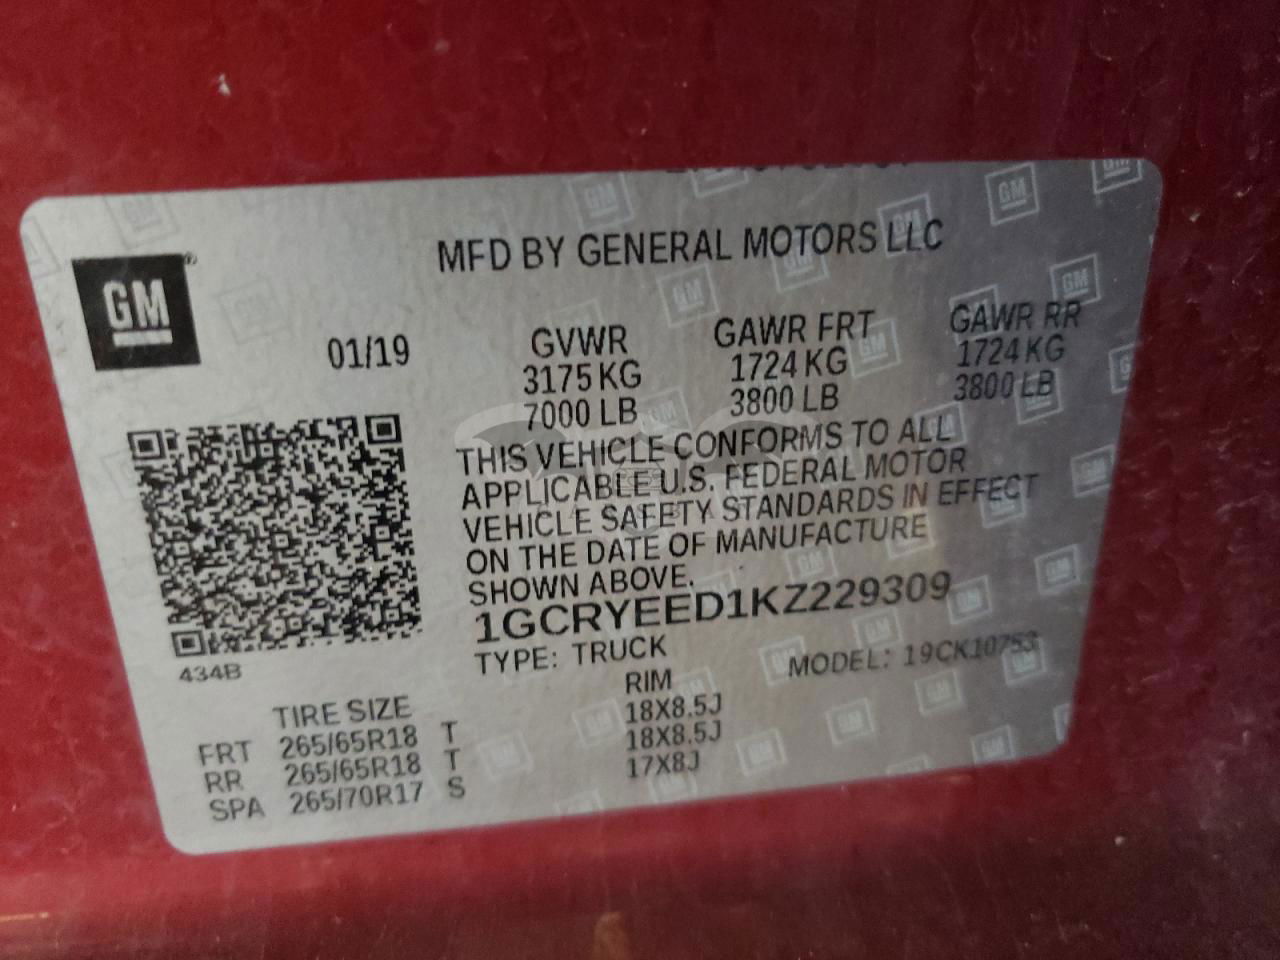 MFD BY GENERAL MOTORS LLC
GM
01/19
GVWR GAWR FRT GAWR RR
3175 KG 1724 KG 1724 KG
7000 LB 3800 LB 3800 LB
THIS VEHICLE CONFORMS TO ALL
APPLICABLE U.S. FEDERAL MOTOR
VEHICLE SAFETY STANDARDS IN EFFECT
ON THE DATE OF MANUFACTURE
SHOWN ABOVE.
1GCRYEED1KZ229309
434B
TYPE: TRUCK MODEL: 19CK10753
TIRE SIZE RIM
FRT 265/65R18 T 18X8.5J
RR 265/65R18 T 18X8.5J
SPA 265/70R17 S 17X8J